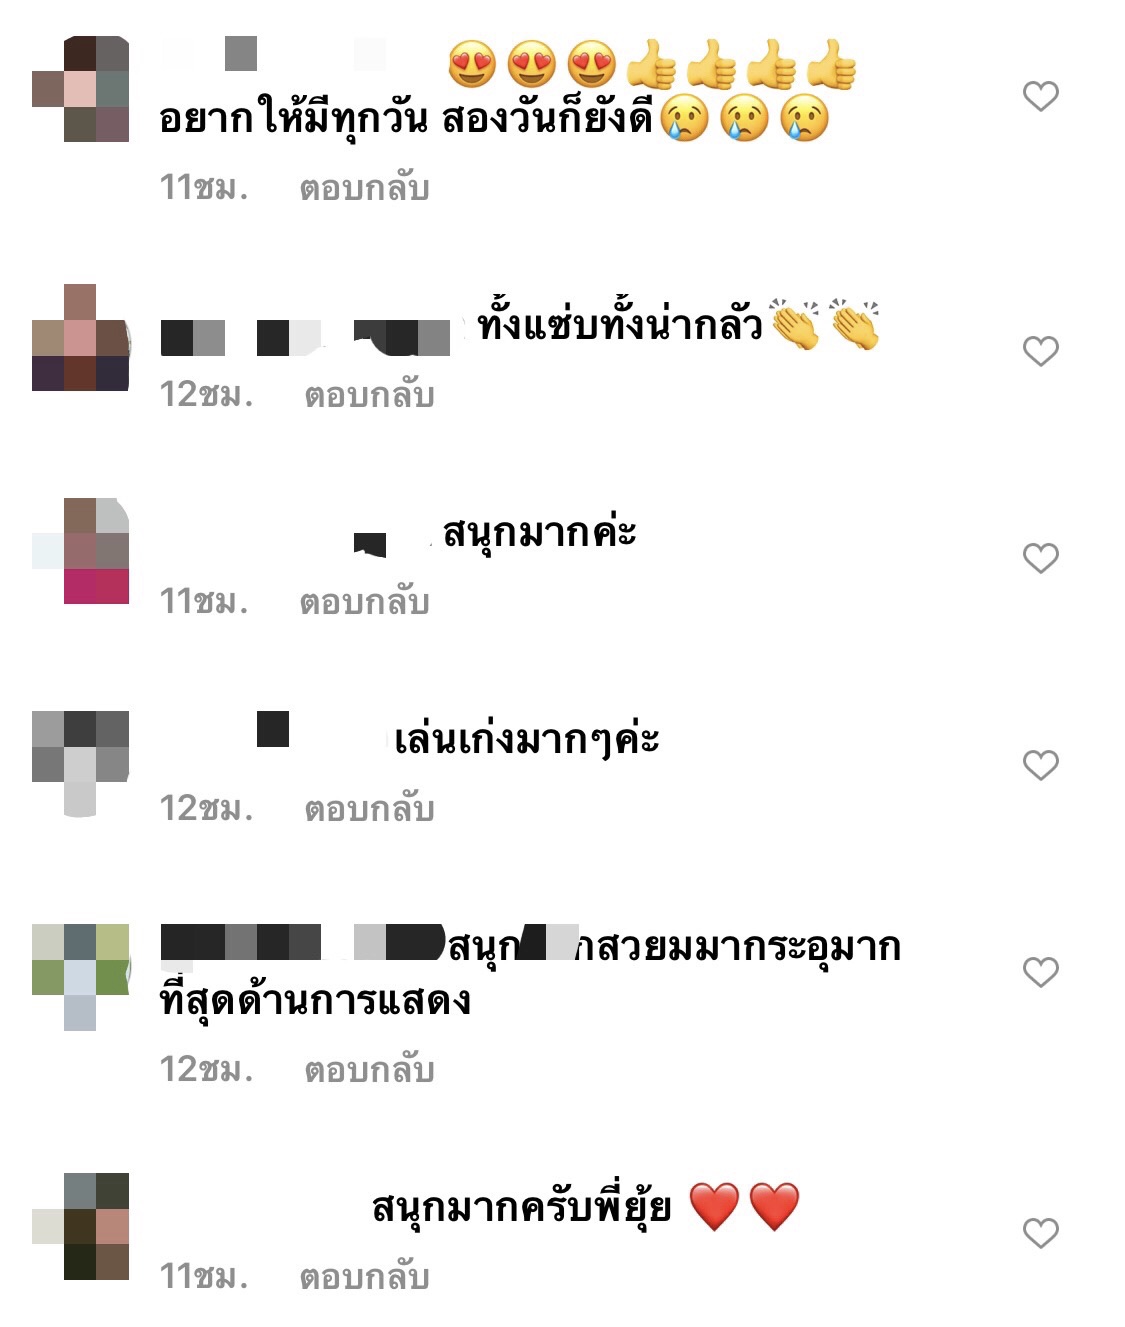 😍😍😍👍👍👍👍
อยากให้มีทุกวัน สองวันก็ยังดี😢😢😢
11ชม. ตอบกลับ
ทั้งแซ่บทั้งน่ากลัว👏👏
12ชม. ตอบกลับ
สนุกมากค่ะ
11ชม. ตอบกลับ
เล่นเก่งมากๆค่ะ
12ชม. ตอบกลับ
สนุก กสวยมมากระอุมาก
ที่สุดด้านการแสดง
12ชม. ตอบกลับ
สนุกมากครับพี่ยุ้ย ❤️❤️
11ชม. ตอบกลับ